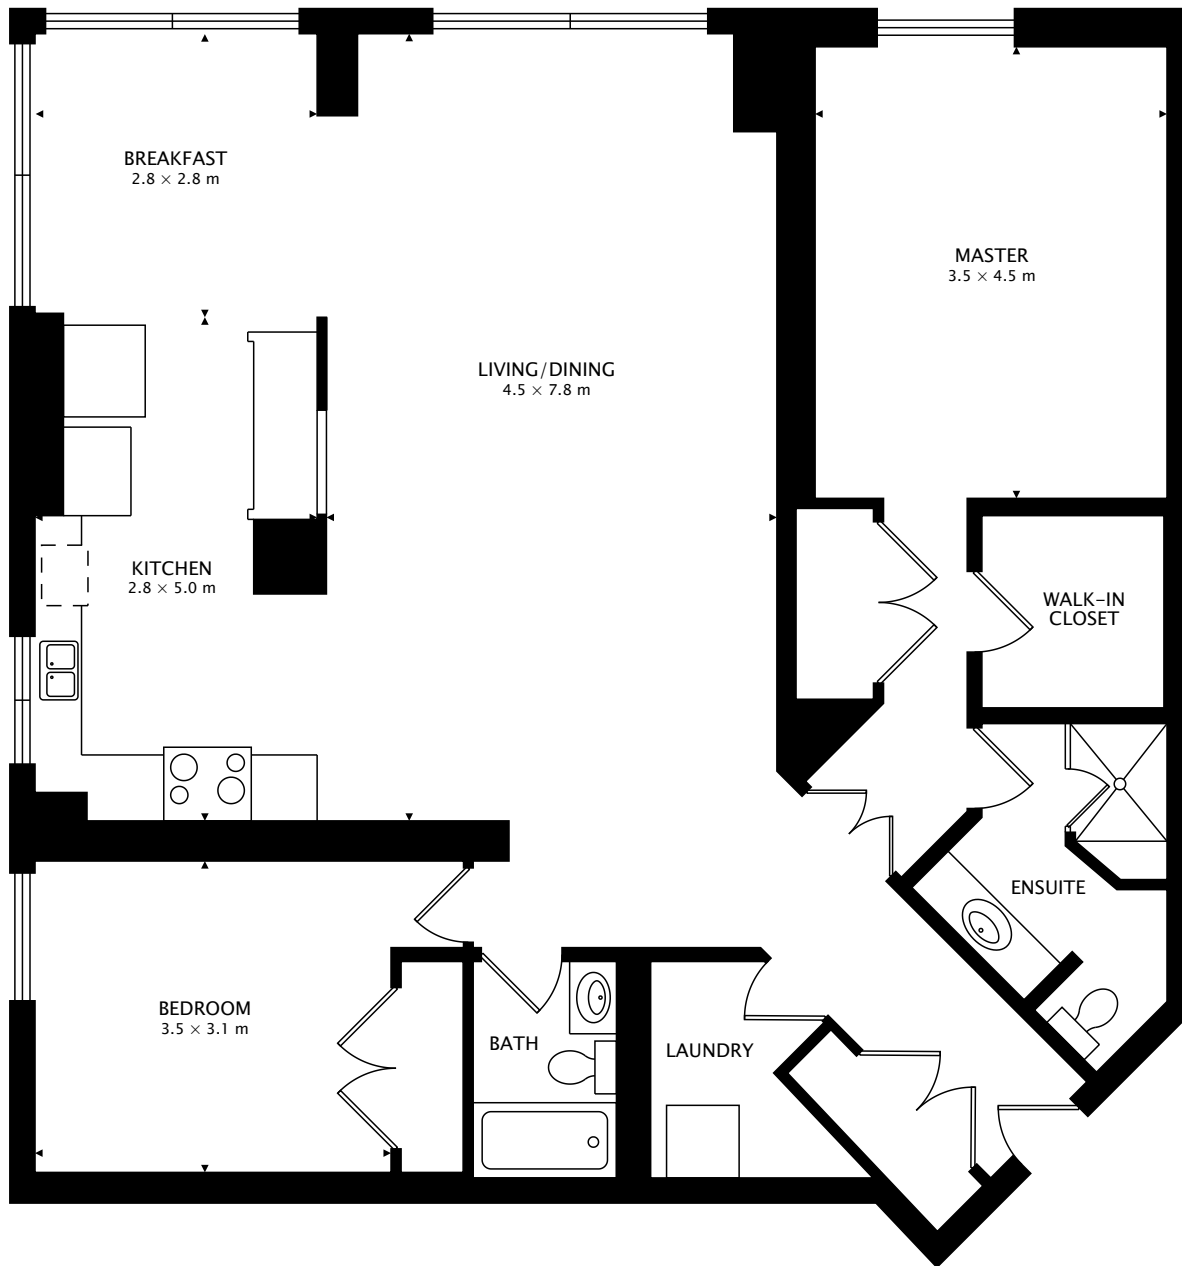 BREAKFAST
2.8 × 2.8 m
MASTER
3.5 × 4.5 m
LIVING/DINING
4.5 × 7.8 m
KITCHEN
2.8 × 5.0 m
WALK-IN
CLOSET
ENSUITE
BEDROOM
3.5 × 3.1 m
BATH
LAUNDRY